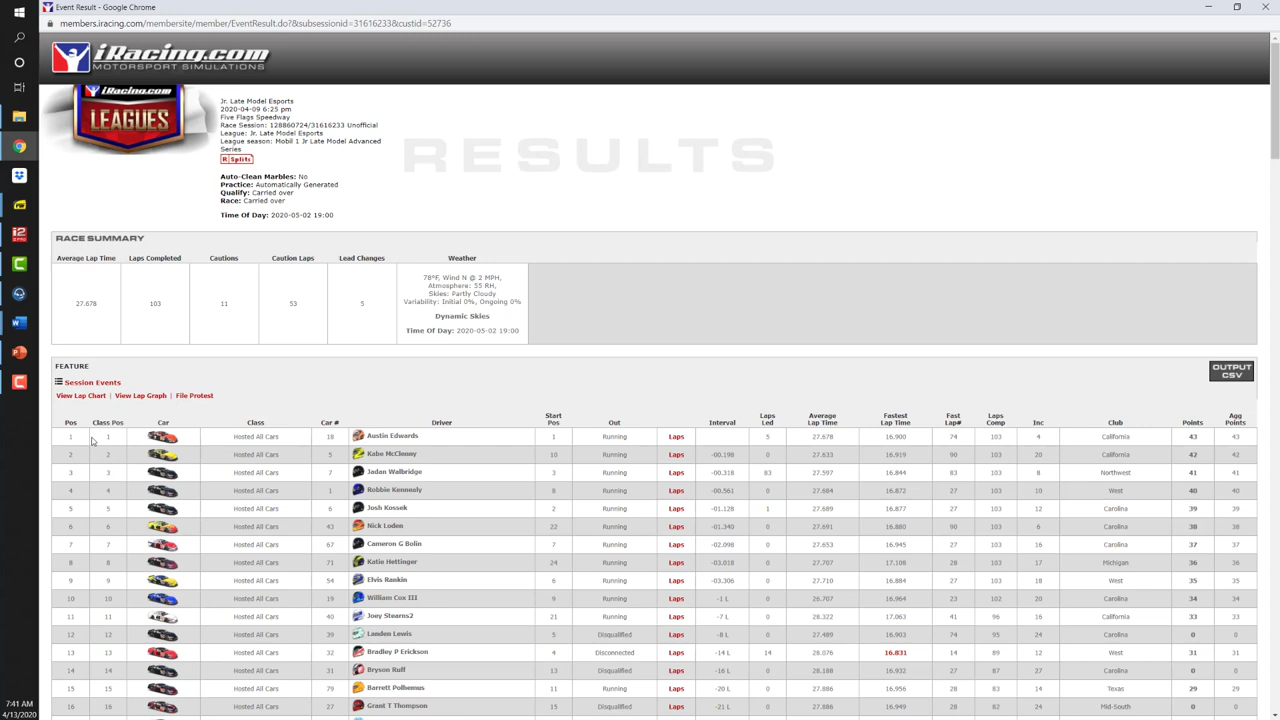 Event Result - Google Chrome
members.iracing.com/membersite/member/EventResult.do?&subsessionid=31616233&custid=52736
iRacing.com
MOTORSPORT SIMULATIONS
iRacing.com
LEAGUES
Jr. Late Model Esports
2020-04-09 6:25 pm
Five Flags Speedway
Race Session: 128860724/31616233 Unofficial
League: Jr. Late Model Esports
League season: Mobil 1 Jr Late Model Advanced
Series
R Splits
RESULTS
Auto-Clean Marbles: No
Practice: Automatically Generated
Qualify: Carried over
Race: Carried over
Time Of Day: 2020-05-02 19:00
RACE SUMMARY
Average Lap Time Laps Completed Cautions Caution Laps Lead Changes Weather
27.678 103 11 53 5
78°F, Wind N @ 2 MPH,
Atmosphere: 55 RH,
Skies: Partly Cloudy
Variability: Initial 0%, Ongoing 0%
Dynamic Skies
Time Of Day: 2020-05-02 19:00
FEATURE
OUTPUT
CSV
Session Events
View Lap Chart | View Lap Graph | File Protest
Pos Class Pos Car Class Car # Driver Start Pos Out Interval Laps Led Average Lap Time Fastest Lap Time Fast Lap# Laps Comp Inc Club Points Agg Points
1 1 Hosted All Cars 18 Austin Edwards 1 Running Laps 5 27.678 16.900 74 103 4 California 43 43
2 2 Hosted All Cars 5 Kabe McClenny 10 Running Laps -00.198 0 27.633 16.919 90 103 20 California 42 42
3 3 Hosted All Cars 7 Jadan Walbridge 3 Running Laps -00.318 83 27.597 16.844 83 103 8 Northwest 41 41
4 4 Hosted All Cars 1 Robbie Kennealy 8 Running Laps -00.561 0 27.684 16.872 27 103 10 West 40 40
5 5 Hosted All Cars 6 Josh Kossek 2 Running Laps -01.128 1 27.689 16.877 27 103 12 Carolina 39 39
6 6 Hosted All Cars 43 Nick Loden 22 Running Laps -01.340 0 27.691 16.880 90 103 6 Carolina 38 38
7 7 Hosted All Cars 67 Cameron G Bolin 7 Running Laps -02.098 0 27.653 16.945 27 103 16 Carolina 37 37
8 8 Hosted All Cars 71 Katie Hettinger 24 Running Laps -03.018 0 27.707 17.108 28 103 17 Michigan 36 36
9 9 Hosted All Cars 54 Elvis Rankin 6 Running Laps -03.306 0 27.710 16.884 27 103 18 West 35 35
10 10 Hosted All Cars 19 William Cox III 9 Running Laps -1 L 0 26.707 16.964 23 102 20 Carolina 34 34
11 11 Hosted All Cars 40 Joey Stearns2 21 Running Laps -7 L 0 28.322 17.063 41 96 16 California 33 33
12 12 Hosted All Cars 39 Landen Lewis 5 Disqualified Laps -8 L 0 27.489 16.903 74 95 24 Carolina 0 0
13 13 Hosted All Cars 32 Bradley P Erickson 4 Disconnected Laps -14 L 14 28.076 16.831 14 89 12 West 31 31
14 14 Hosted All Cars 31 Bryson Ruff 13 Disqualified Laps -16 L 0 28.188 16.932 27 87 27 Carolina 0 0
15 15 Hosted All Cars 79 Barrett Polhemus 11 Running Laps -20 L 0 27.886 16.956 28 83 14 Texas 29 29
16 16 Hosted All Cars 27 Grant T Thompson 15 Disqualified Laps -21 L 0 27.886 16.949 28 82 24 Mid-South 0 0
7:41 AM
4/13/2020